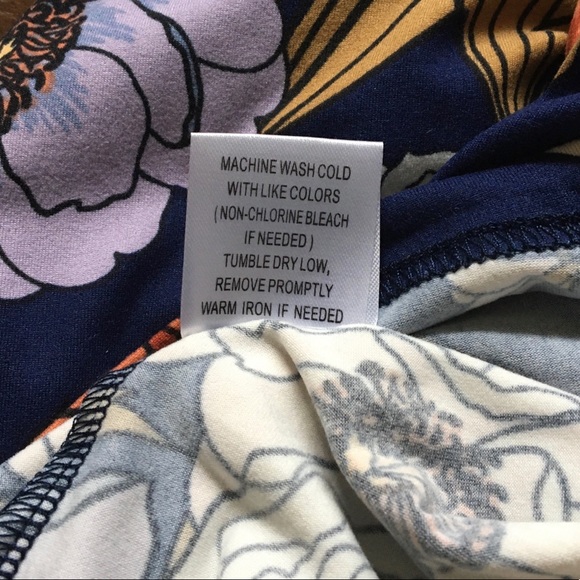 MACHINE WASH COLD
WITH LIKE COLORS
( NON-CHLORINE BLEACH
IF NEEDED )
TUMBLE DRY LOW,
REMOVE PROMPTLY
WARM IRON IF NEEDED